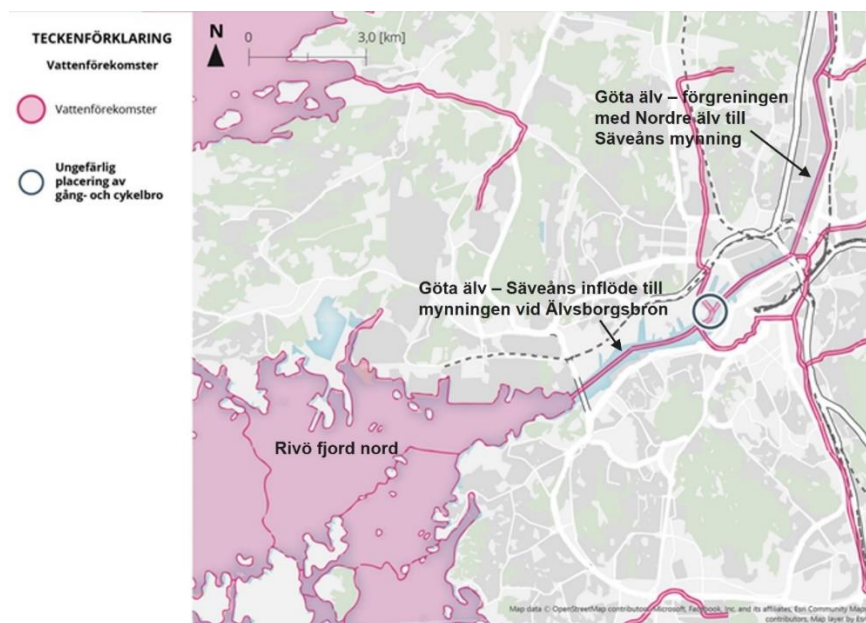 TECKENFÖRKLARING
Vattenförekomster
Vattenförekomster
Ungefärlig
placering av
gång- och cykelbro
N
0 3,0 [km]
Göta älv – förgreningen
med Nordre älv till
Säveåns mynning
Göta älv – Säveåns inflöde till
mynningen vid Älvsborgsbron
Rivö fjord nord
Map data © OpenStreetMap contributors, Microsoft, Facebook, Inc. and its affiliates, Esri Community Maps
contributors, Map layer by Esri